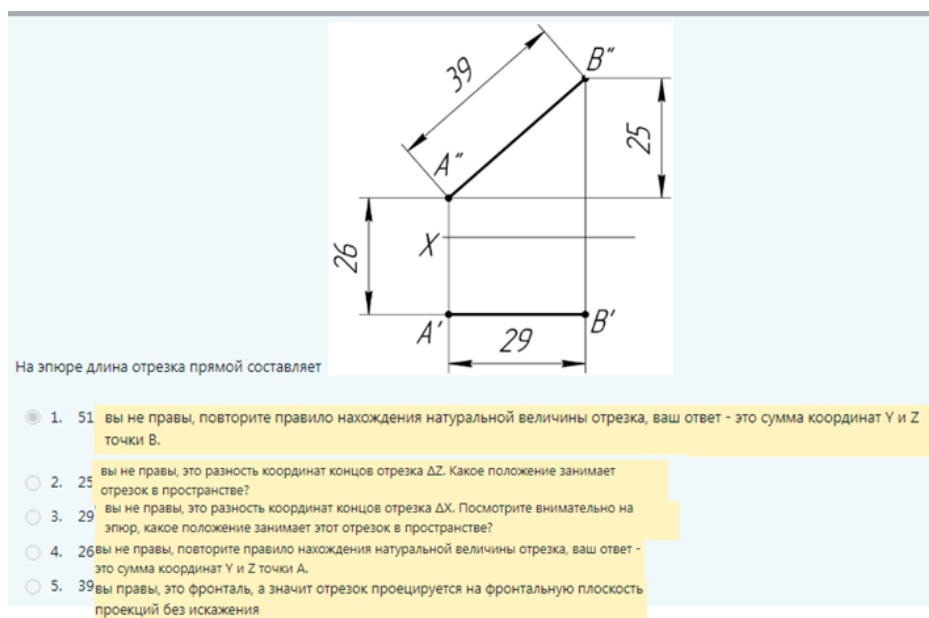 39
B″
25
A″
26
X
A′
29
B′
На эпюре длина отрезка прямой составляет
1. 51 вы не правы, повторите правило нахождения натуральной величины отрезка, ваш ответ - это сумма координат Y и Z
точки В.
2. 25 вы не правы, это разность координат концов отрезка ΔZ. Какое положение занимает
отрезок в пространстве?
3. 29 вы не правы, это разность координат концов отрезка ΔX. Посмотрите внимательно на
эпюр, какое положение занимает этот отрезок в пространстве?
4. 26 вы не правы, повторите правило нахождения натуральной величины отрезка, ваш ответ -
это сумма координат Y и Z точки А.
5. 39 вы правы, это фронталь, а значит отрезок проецируется на фронтальную плоскость
проекций без искажения